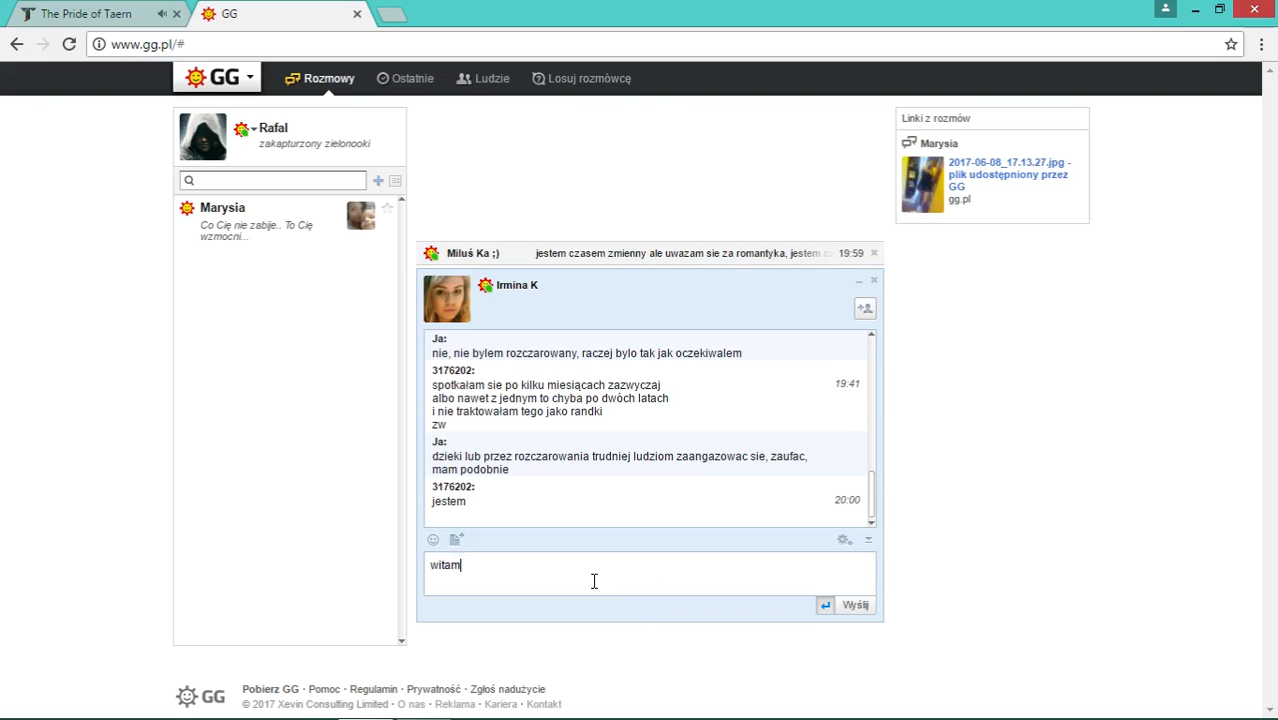 The Pride of Taern
GG
www.gg.pl/#
GG
Rozmowy
Ostatnie
Ludzie
Losuj rozmówcę
Rafal
zakapturzony zielonooki
Marysia
Co Cię nie zabije.. To Cię
wzmocni...
Linki z rozmów
Marysia
2017-06-08_17.13.27.jpg -
plik udostępniony przez
GG
gg.pl
Miluś Ka ;)
jestem czasem zmienny ale uwazam sie za romantyka, jestem
19:59
Irmina K
Ja:
nie, nie bylem rozczarowany, raczej bylo tak jak oczekiwalem
3176202:
spotkałam sie po kilku miesiącach zazwyczaj 19:41
albo nawet z jednym to chyba po dwóch latach
i nie traktowałam tego jako randki
zw
Ja:
dzieki lub przez rozczarowania trudniej ludziom zaangazowac sie, zaufac,
mam podobnie
3176202:
jestem 20:00
witam
Wyślij
GG
Pobierz GG · Pomoc · Regulamin · Prywatność · Zgłoś nadużycie
© 2017 Xevin Consulting Limited · O nas · Reklama · Kariera · Kontakt